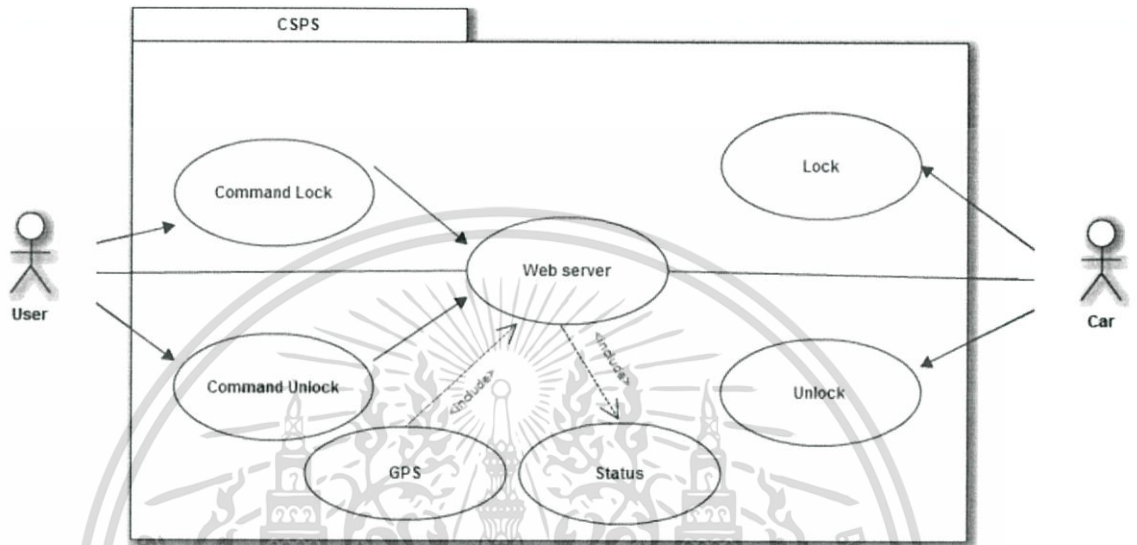 CSPS
Command Lock
Lock
Web server
User
Car
Command Unlock
<include>
<include>
Unlock
GPS
Status